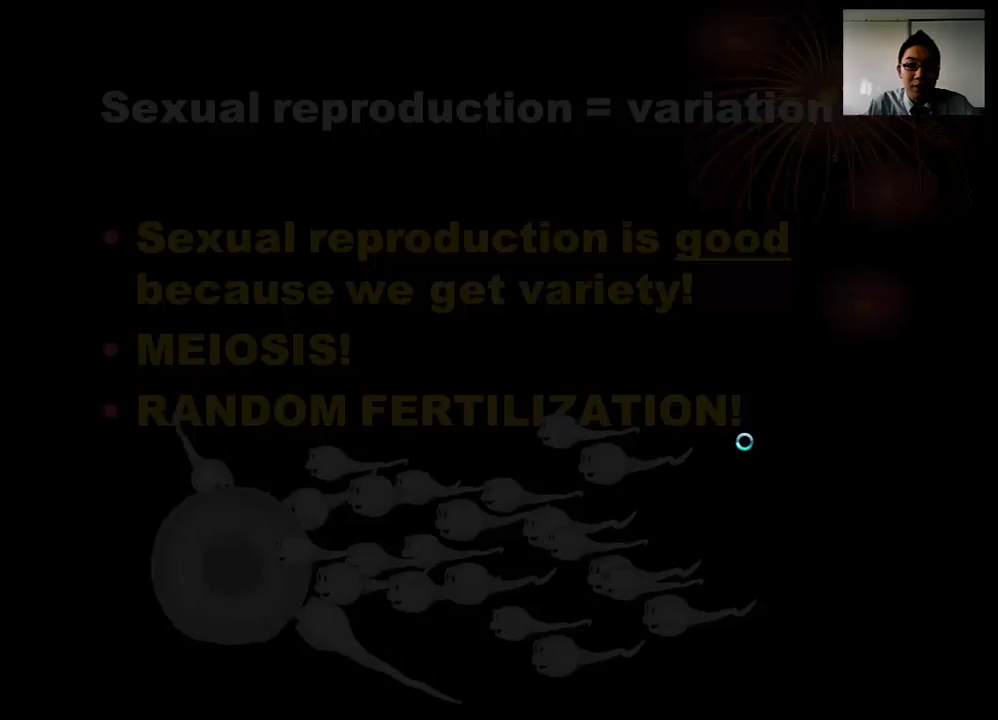 Sexual reproduction = variation
• Sexual reproduction is good
because we get variety!
• MEIOSIS!
• RANDOM FERTILIZATION!